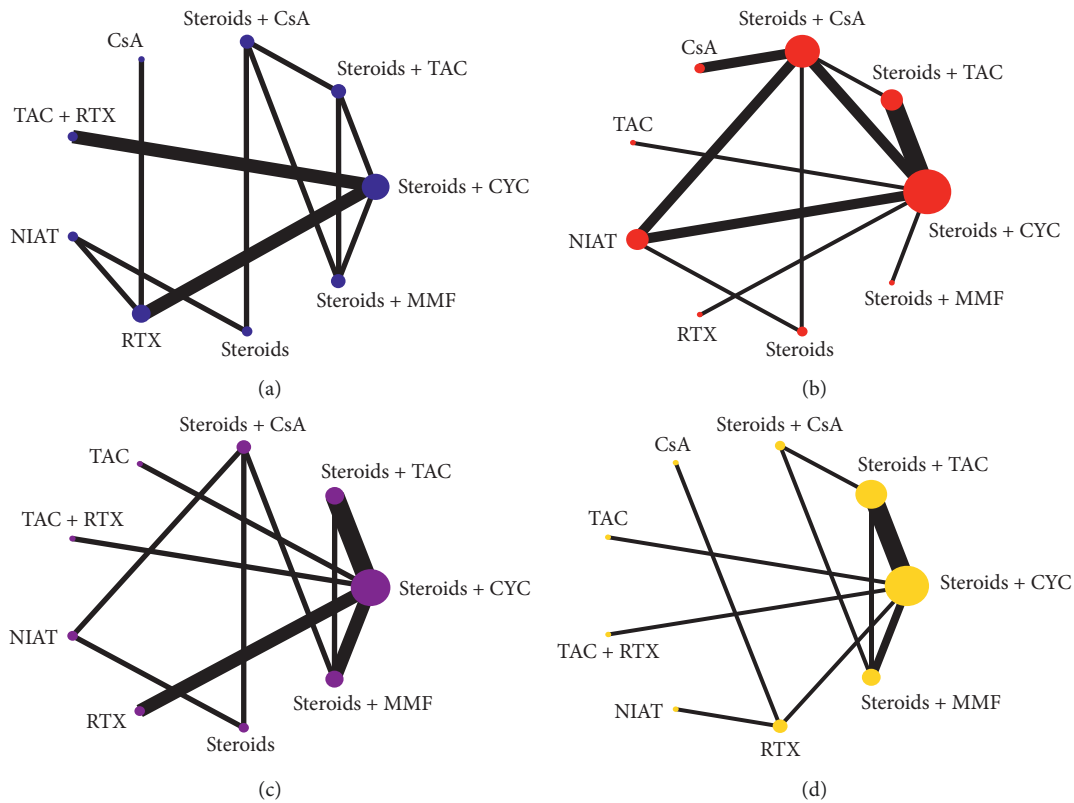 Steroids + CsA
CsA
Steroids + TAC
TAC + RTX
Steroids + CYC
NIAT
Steroids + MMF
RTX
Steroids
(a)
Steroids + CsA
CsA
Steroids + TAC
TAC
Steroids + CYC
NIAT
Steroids + MMF
RTX
Steroids
(b)
Steroids + CsA
TAC
Steroids + TAC
TAC + RTX
Steroids + CYC
NIAT
Steroids + MMF
RTX
Steroids
(c)
Steroids + CsA
CsA
Steroids + TAC
TAC
Steroids + CYC
TAC + RTX
Steroids + MMF
NIAT
RTX
(d)